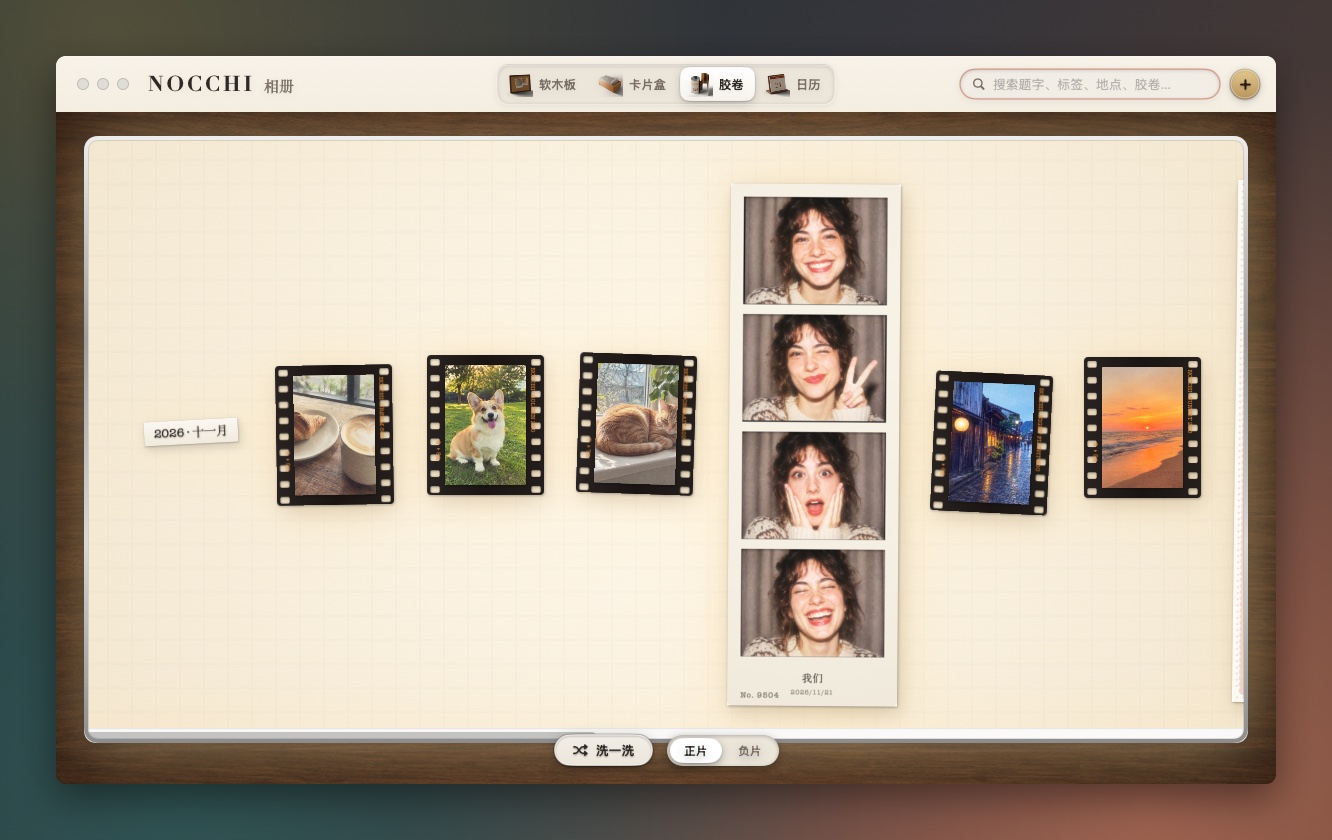 NOCCHI 相册
软木板
卡片盒
胶卷
日历
搜索题字、标签、地点、胶卷...
2026·十一月
我们
No. 9504 2026/11/21
洗一洗
正片
负片